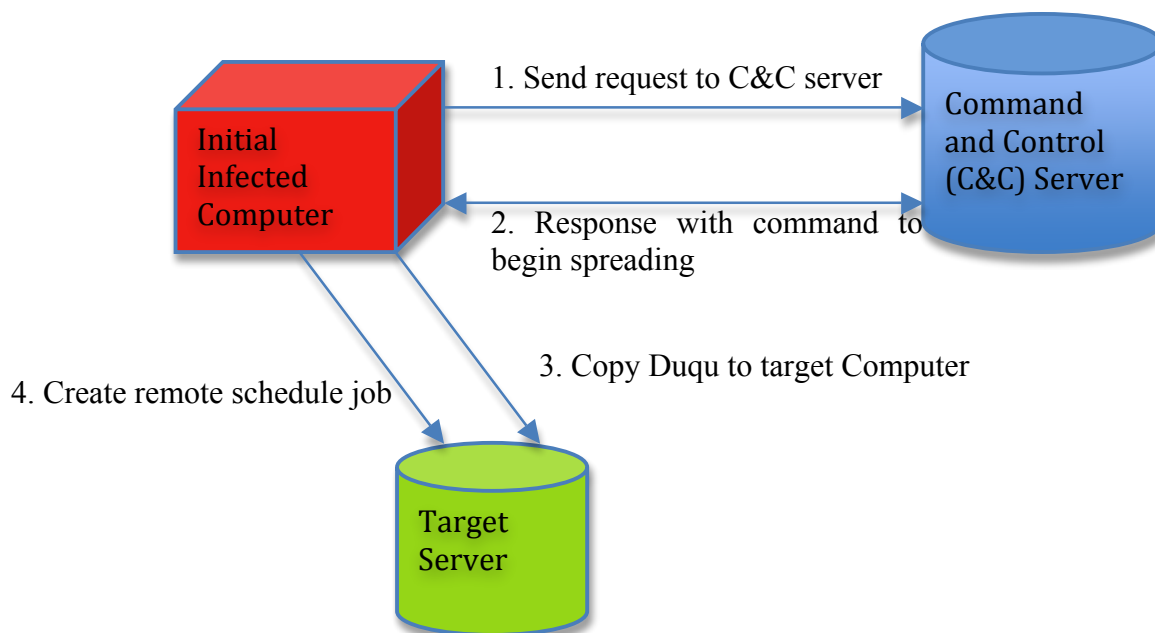 1. Send request to C&C server
Initial
Infected
Computer
Command
and Control
(C&C) Server
2. Response with command to
begin spreading
3. Copy Duqu to target Computer
4. Create remote schedule job
Target
Server